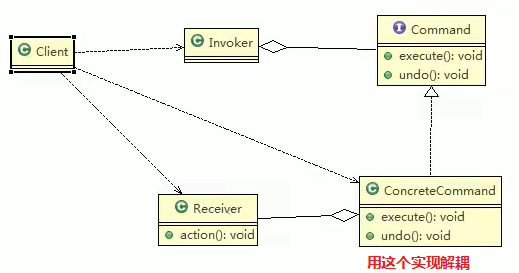 C Client
C Invoker
I Command
execute(): void
undo(): void
C Receiver
action(): void
C ConcreteCommand
execute(): void
undo(): void
用这个实现解耦